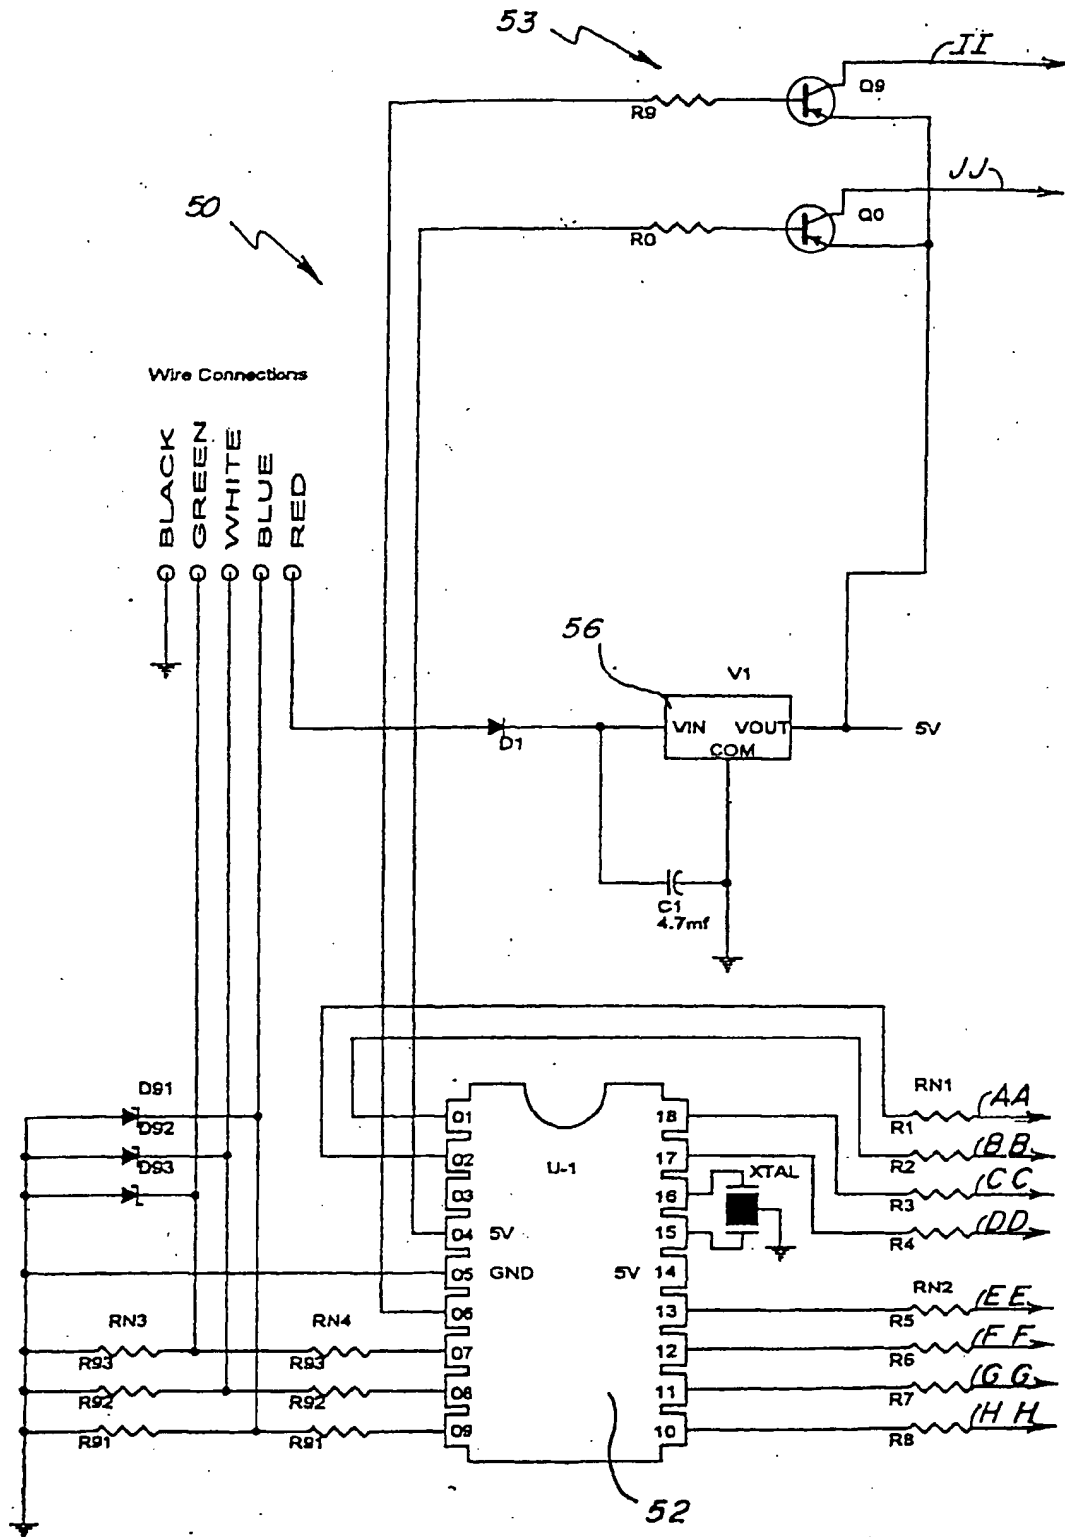 53
II
Q9
R9
JJ
50
Q0
R0
Wire Connections
BLACK
GREEN
WHITE
BLUE
RED
56
V1
VIN VOUT
COM
5V
D1
C1
4.7mf
D91
D92
D93
RN1
AA
R1
BB
R2
CC
R3
DD
R4
01
02
03
04 5V
05 GND
06
07
08
09
U-1
18
17
16
15
5V 14
13
12
11
10
XTAL
RN2
EE
R5
FF
R6
GG
R7
HH
R8
RN3
RN4
R93
R93
R92
R92
R91
R91
52